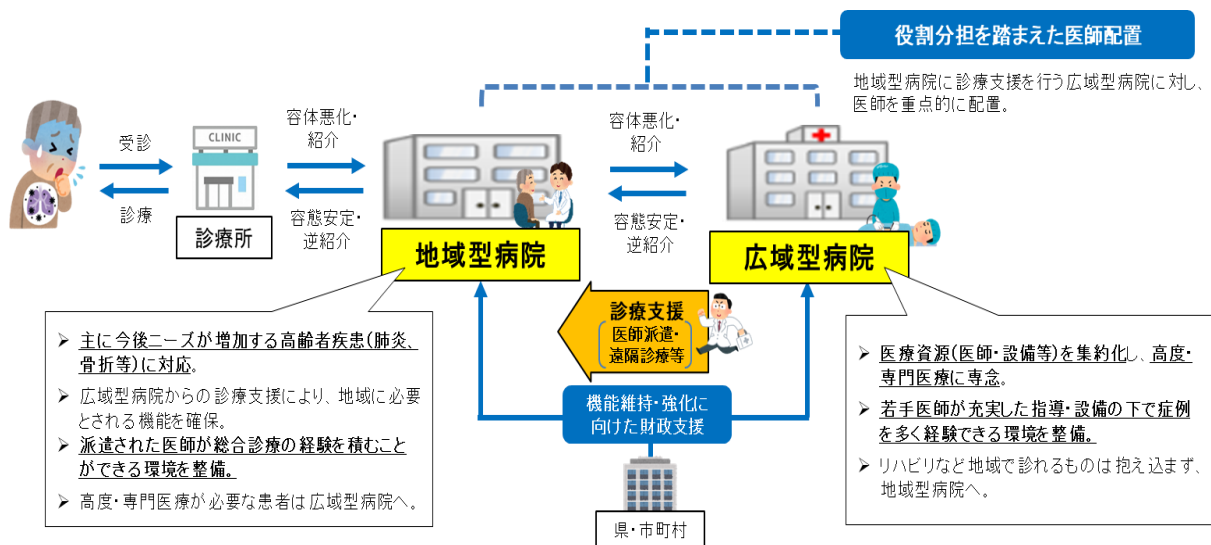 役割分担を踏まえた医師配置
地域型病院に診療支援を行う広域型病院に対し、
医師を重点的に配置。
受診
診療
CLINIC
診療所
容体悪化・
紹介
容態安定・
逆紹介
地域型病院
容体悪化・
紹介
容態安定・
逆紹介
広域型病院
診療支援
医師派遣・
遠隔診療等
➢ 主に今後ニーズが増加する高齢者疾患(肺炎、
骨折等)に対応。
➢ 広域型病院からの診療支援により、地域に必要
とされる機能を確保。
➢ 派遣された医師が総合診療の経験を積むこと
ができる環境を整備。
➢ 高度・専門医療が必要な患者は広域型病院へ。
機能維持・強化に
向けた財政支援
県・市町村
➢ 医療資源(医師・設備等)を集約化し、高度・
専門医療に専念。
➢ 若手医師が充実した指導・設備の下で症例
を多く経験できる環境を整備。
➢ リハビリなど地域で診れるものは抱え込まず、
地域型病院へ。